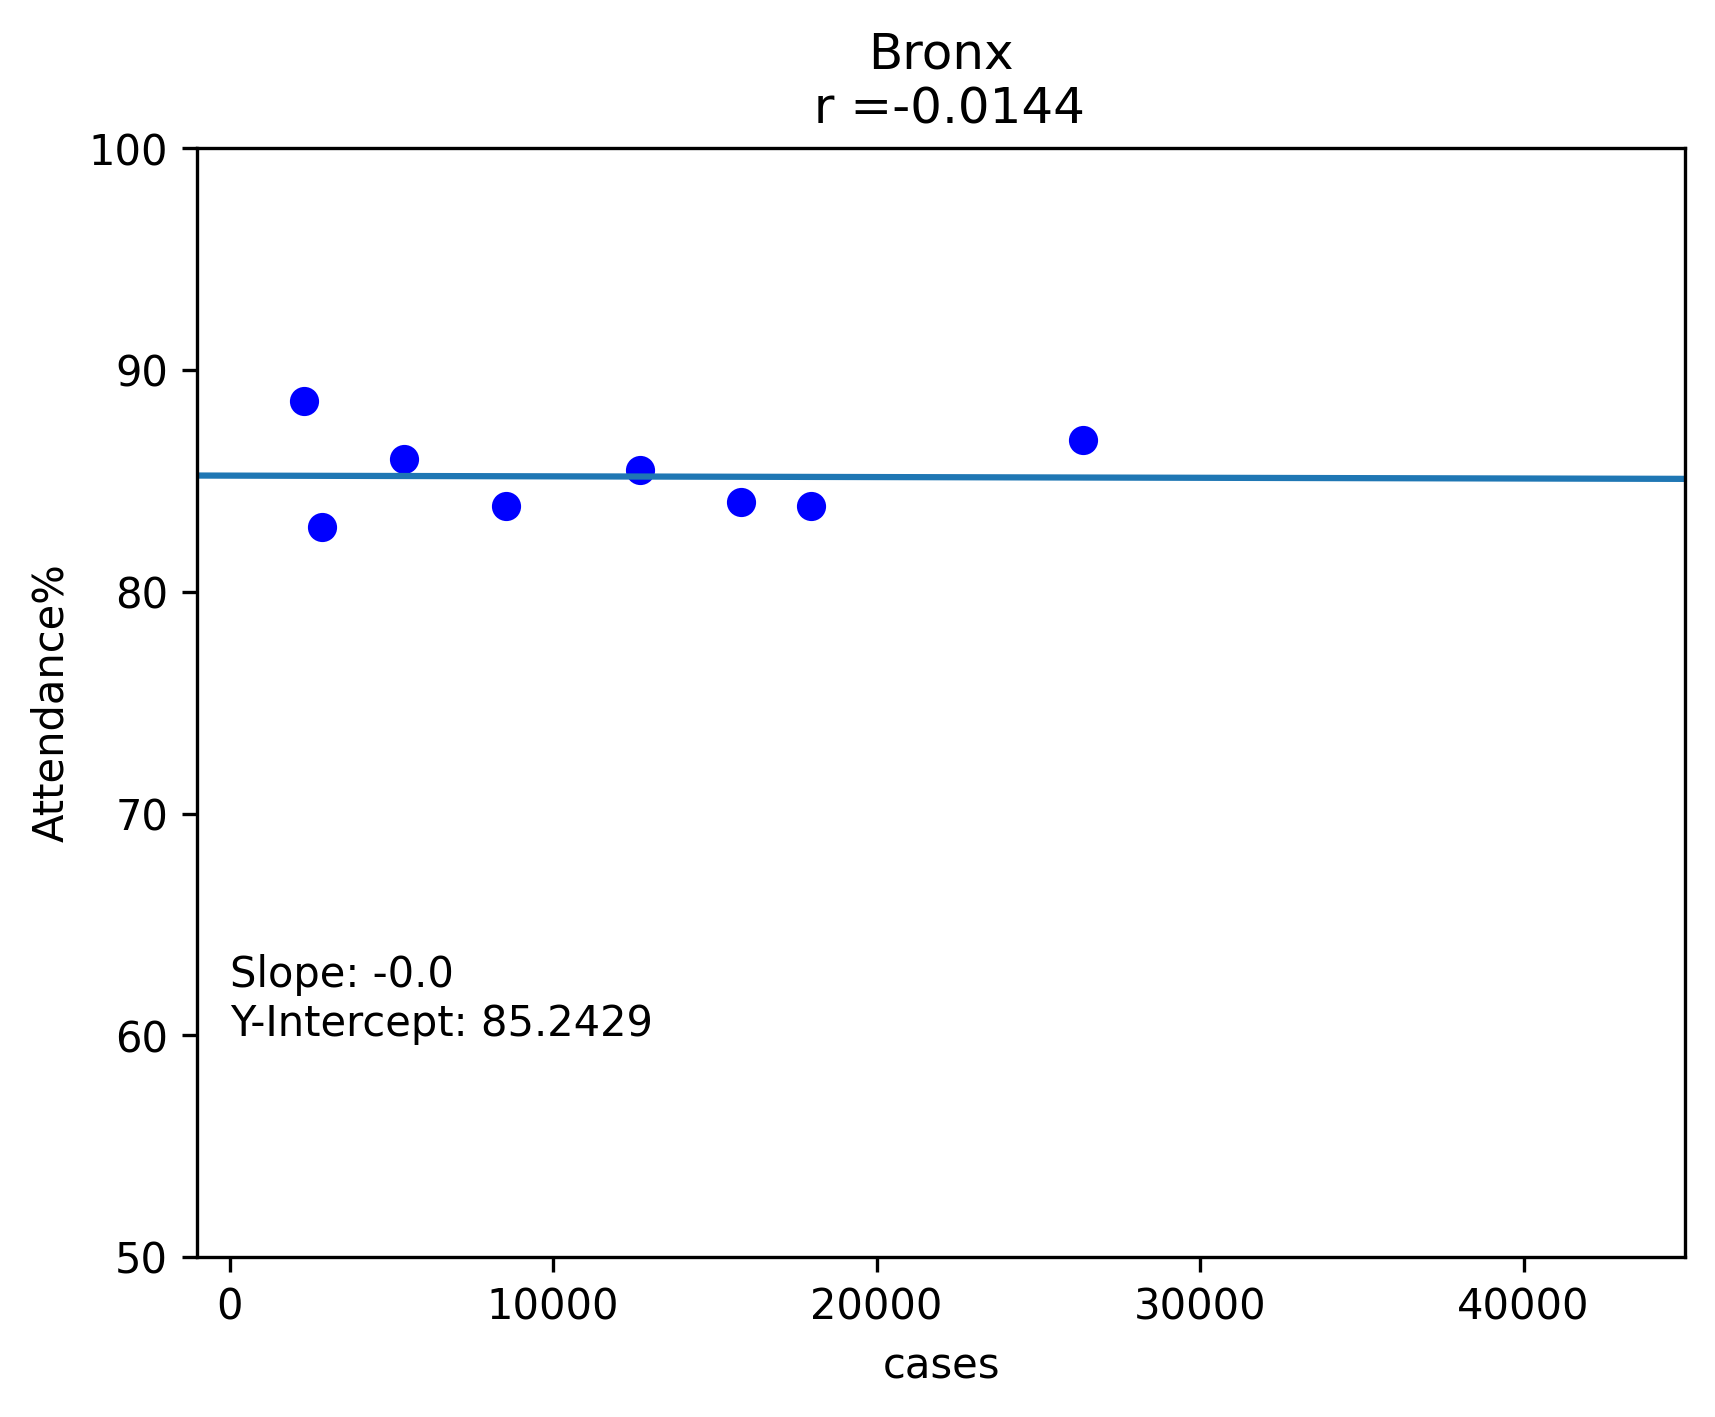 Bronx
r =-0.0144
100
90
80
70
60
50
Attendance%
Slope: -0.0
Y-Intercept: 85.2429
0 10000 20000 30000 40000
cases